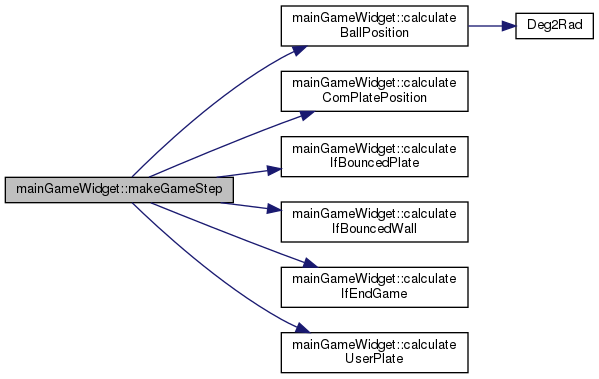 mainGameWidget::makeGameStep
mainGameWidget::calculate
BallPosition
Deg2Rad
mainGameWidget::calculate
ComPlatePosition
mainGameWidget::calculate
IfBouncedPlate
mainGameWidget::calculate
IfBouncedWall
mainGameWidget::calculate
IfEndGame
mainGameWidget::calculate
UserPlate